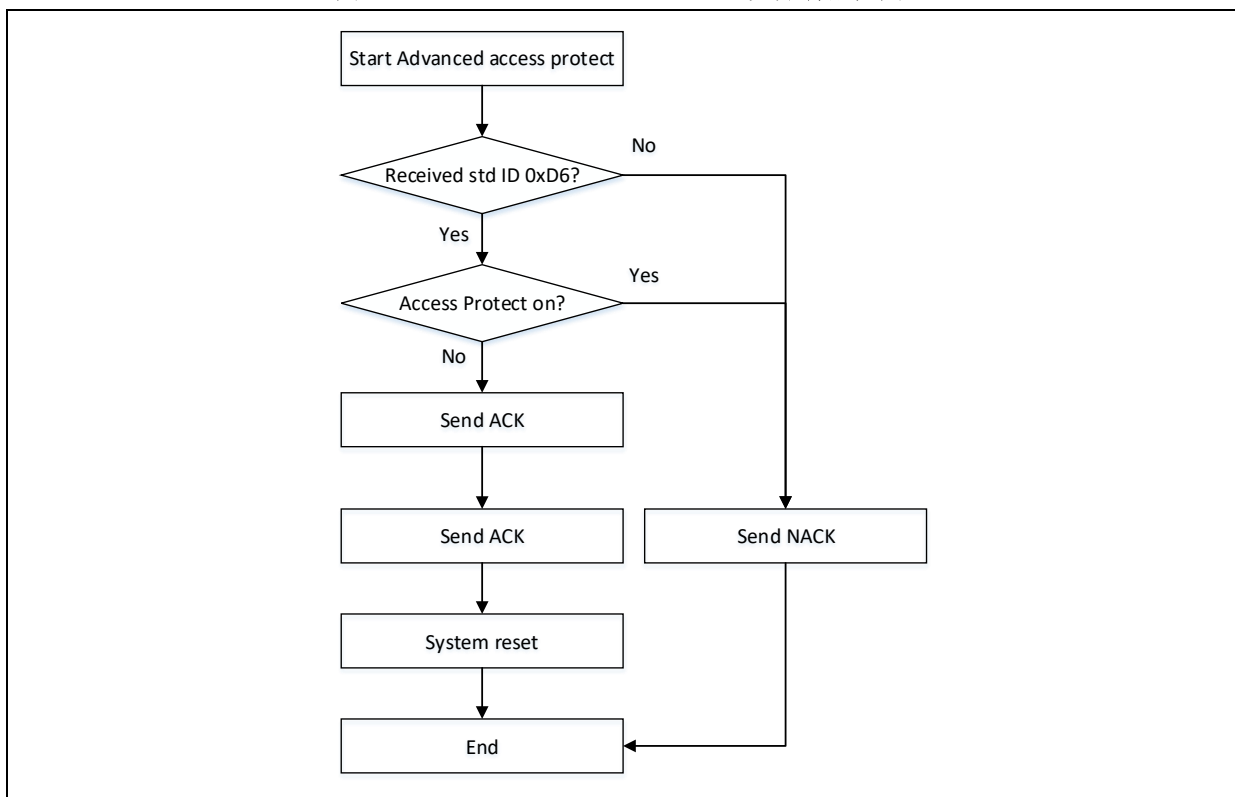 Start Advanced access protect
No
Received std ID 0xD6?
Yes
Yes
Access Protect on?
No
Send ACK
Send ACK
Send NACK
System reset
End